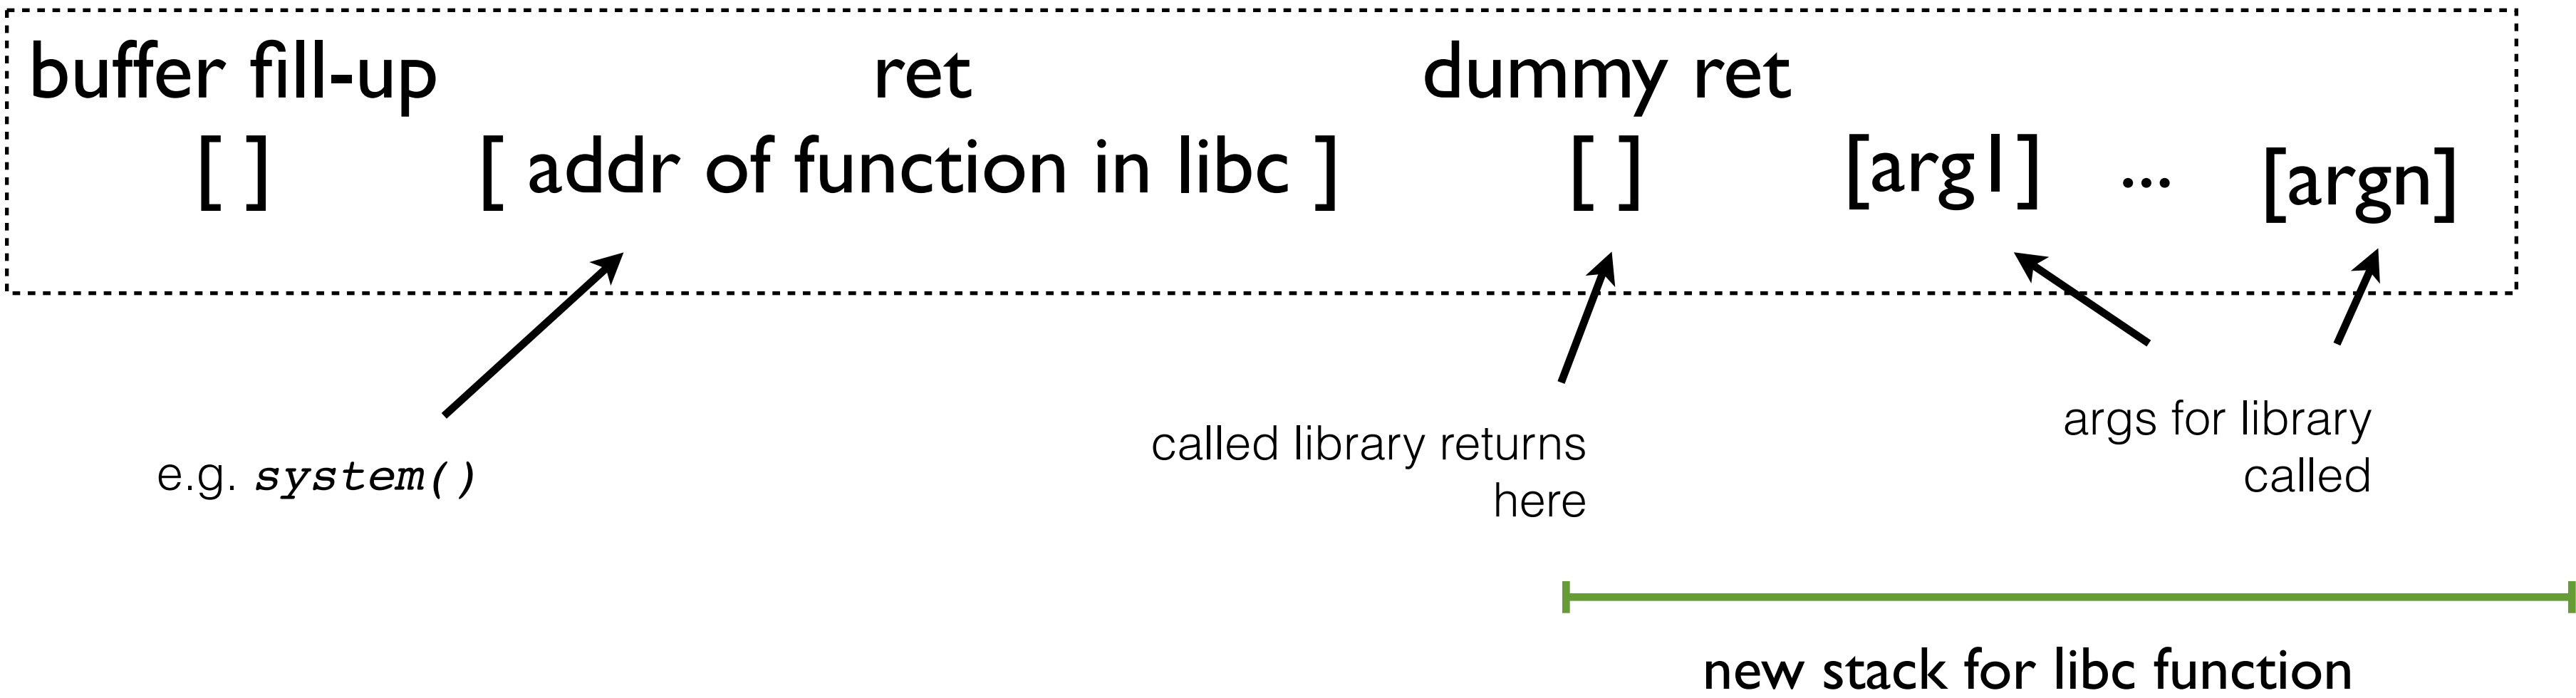 buffer fill-up ret dummy ret
[ ] [ addr of function in libc ] [ ] [arg1] ... [argn]
e.g. system()
called library returns
here
args for library
called
new stack for libc function